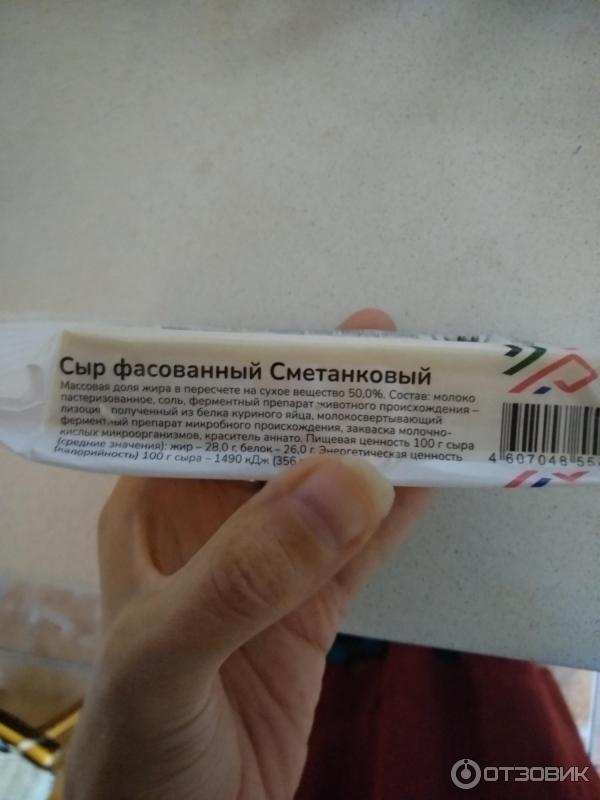 Сыр фасованный Сметанковый
Массовая доля жира в пересчете на сухое вещество 50,0%. Состав: молоко
пастеризованное, соль, ферментный препарат животного происхождения –
лизоцим полученный из белка куриного яйца, молокосвертывающий
ферментный препарат микробного происхождения, закваска молочно-
кислых микроорганизмов, краситель аннато. Пищевая ценность 100 г сыра
(средние значения): жир – 28,0 г, белок – 26,0 г. Энергетическая ценность
(калорийность) 100 г сыра – 1490 кДж (356
4 607048 55
ОТЗОВИК